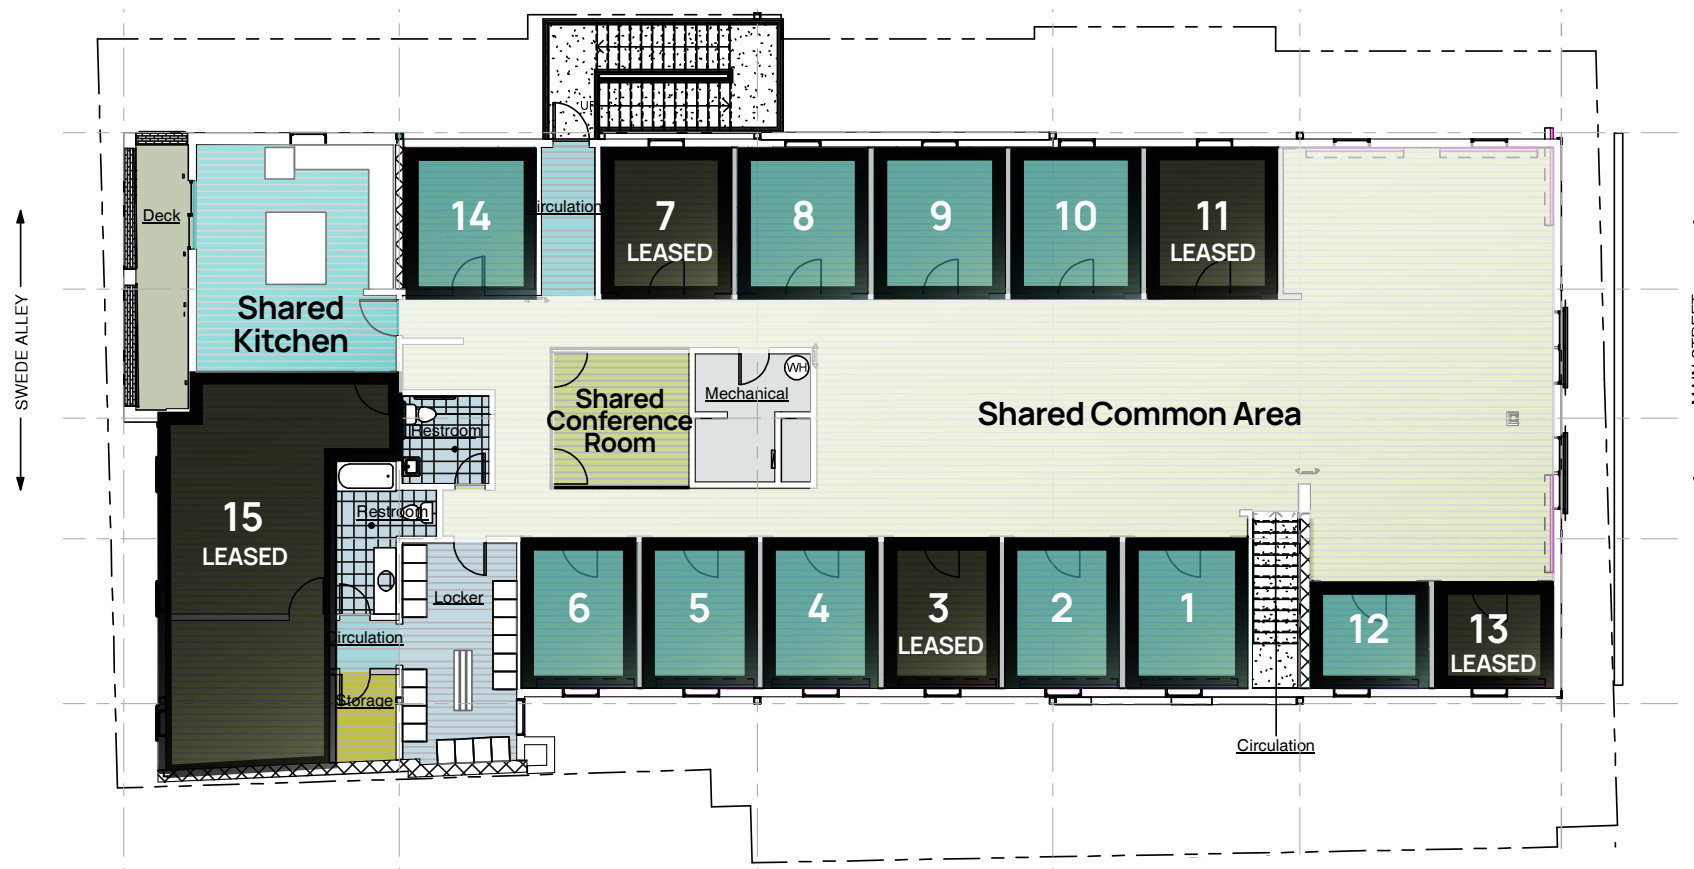 UP
Deck
14
Circulation
7
LEASED
8
9
10
11
LEASED
SWEDE ALLEY
Shared
Kitchen
MAIN STREET
WH
Mechanical
Shared
Conference
Room
Shared Common Area
Restroom
Restroom
15
LEASED
Locker
6
5
4
3
LEASED
2
1
12
13
LEASED
Circulation
Storage
Circulation